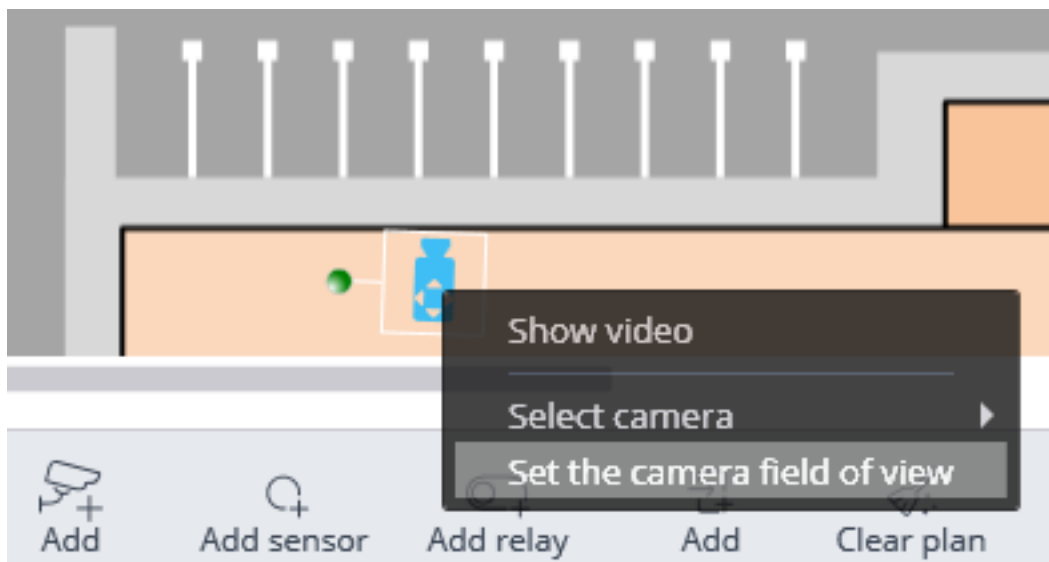 Show video
Select camera
Set the camera field of view
Add
Add sensor
Add relay
Add
Clear plan